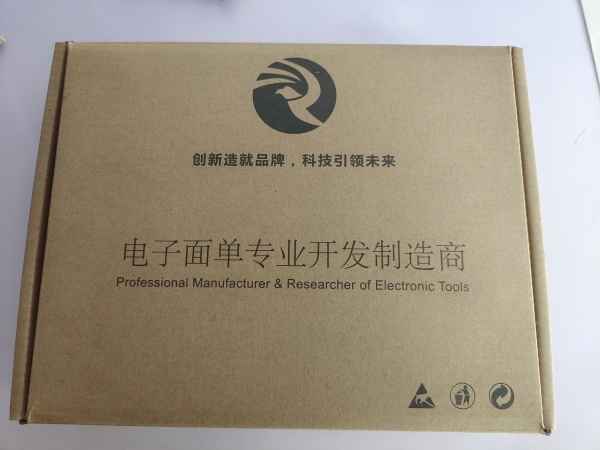 创新造就品牌，科技引领未来
电子面单专业开发制造商
Professional Manufacturer & Researcher of Electronic Tools